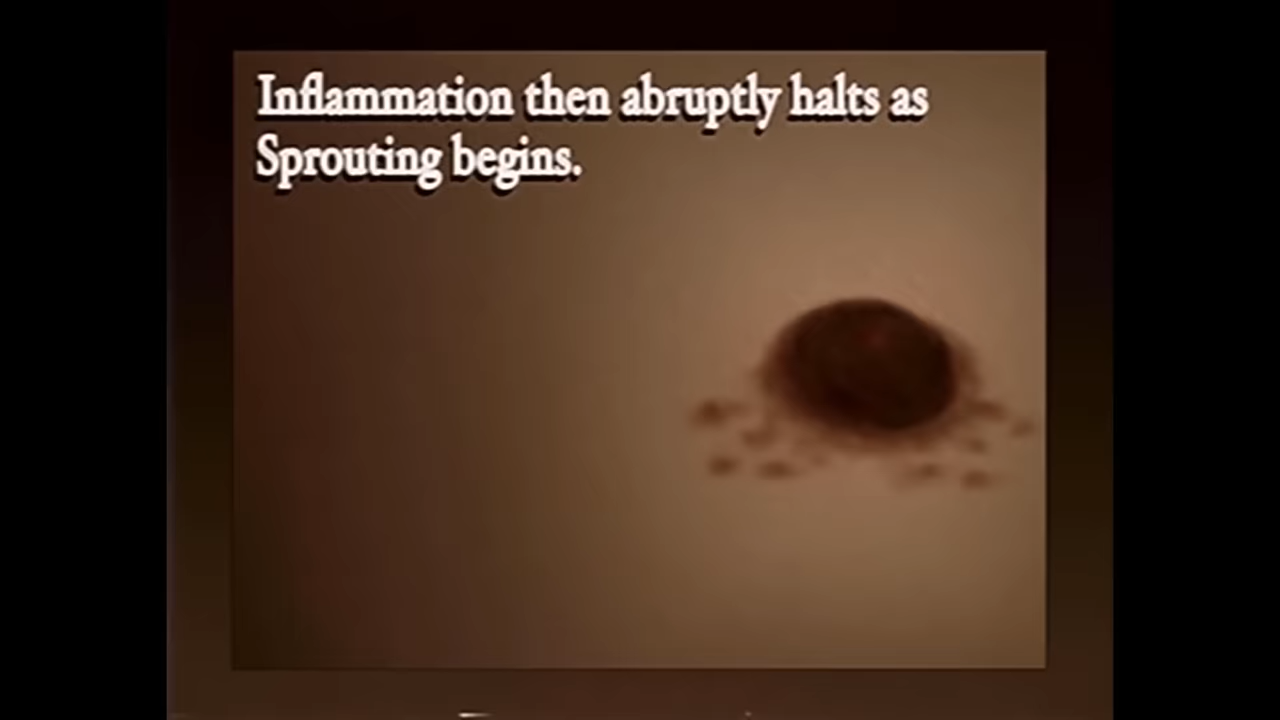 Inflammation then abruptly halts as
Sprouting begins.